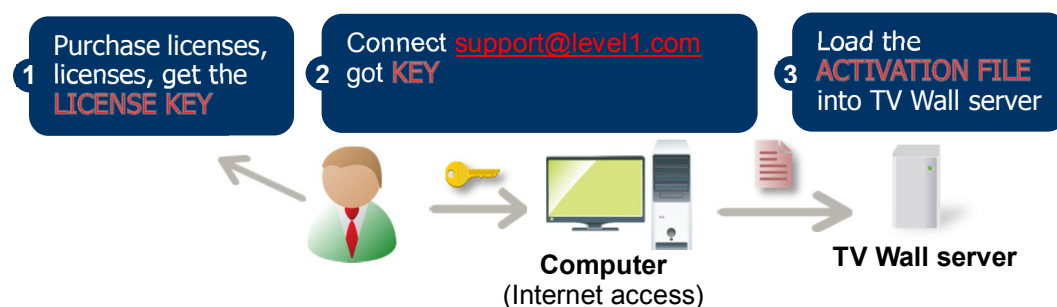 1
Purchase licenses,
licenses, get the
LICENSE KEY
2
Connect support@level1.com
got KEY
3
Load the
ACTIVATION FILE
into TV Wall server
Computer
(Internet access)
TV Wall server